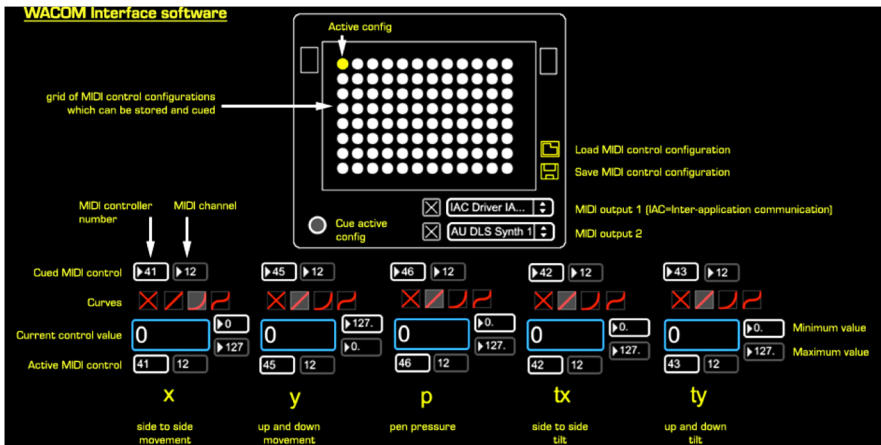 WACOM Interface software
Active config
grid of MIDI control configurations
which can be stored and cued
Load MIDI control configuration
Save MIDI control configuration
MIDI controller
number
MIDI channel
Cue active
config
IAC Driver IA...
MIDI output 1 (IAC=Inter-application communication)
AU DLS Synth 1
MIDI output 2
Cued MIDI control
41 12 45 12 46 12 42 12 43 12
Curves
Current control value
0 0 127 0 127. 0. 0 0. 127. 0 0. 127. 0 0. 127.
Minimum value
Maximum value
Active MIDI control
41 12 45 12 46 12 42 12 43 12
x y p tx ty
side to side
movement
up and down
movement
pen pressure
side to side
tilt
up and down
tilt